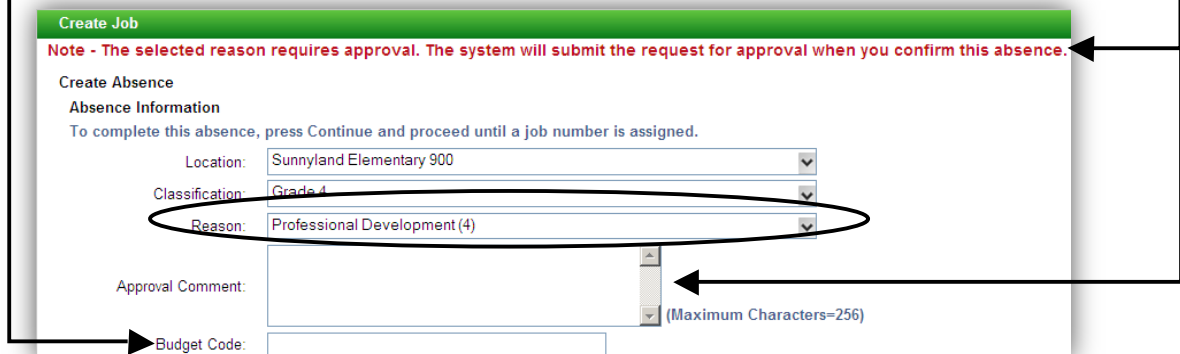 Create Job
Note - The selected reason requires approval. The system will submit the request for approval when you confirm this absence.
Create Absence
Absence Information
To complete this absence, press Continue and proceed until a job number is assigned.
Location: Sunnyland Elementary 900
Classification: Grade 4
Reason: Professional Development (4)
Approval Comment:
(Maximum Characters=256)
Budget Code: